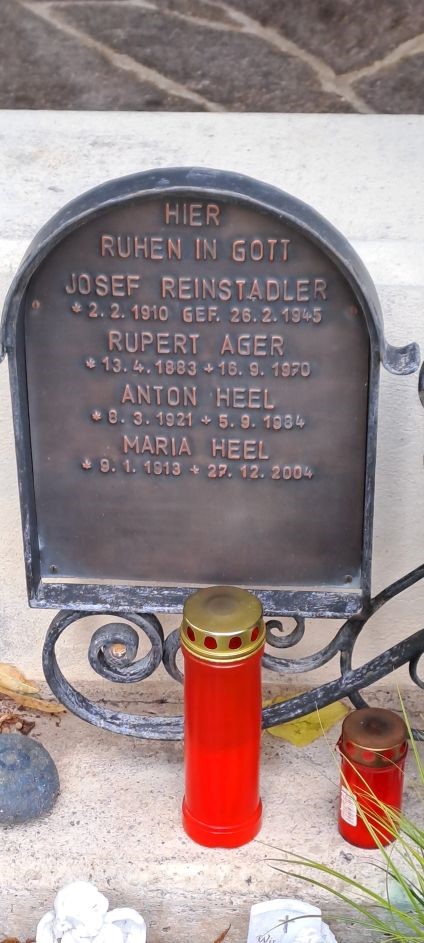 HIER
RUHEN IN GOTT
JOSEF REINSTADLER
* 2. 2. 1910 GEF. 26. 2. 1945
RUPERT AGER
* 13. 4. 1883 + 16. 9. 1970
ANTON HEEL
* 8. 3. 1921 + 5. 9. 1984
MARIA HEEL
* 9. 1. 1913 + 27. 12. 2004
Wir